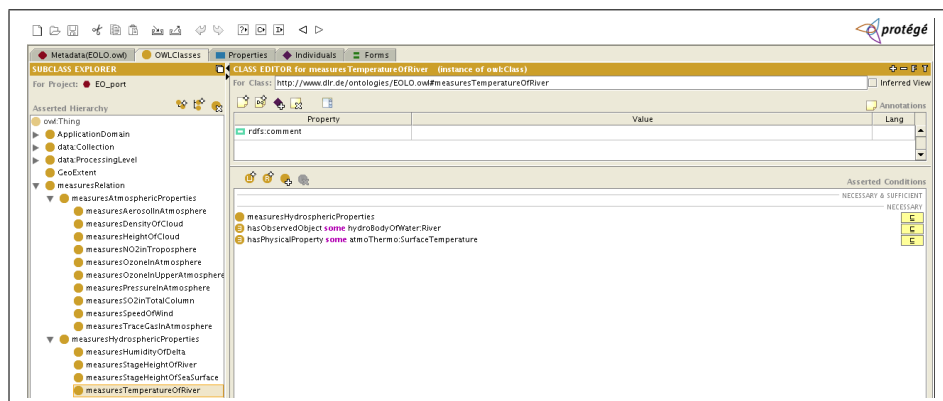 protégé
Metadata(EOLO.owl) OWLClasses Properties Individuals Forms
SUBCLASS EXPLORER
For Project: EO_port
Asserted Hierarchy
owl:Thing
ApplicationDomain
data:Collection
data:ProcessingLevel
GeoExtent
measuresRelation
measuresAtmosphericProperties
measuresAerosolInAtmosphere
measuresDensityOfCloud
measuresHeightOfCloud
measuresNO2inTroposphere
measuresOzoneInAtmosphere
measuresOzoneInUpperAtmosphere
measuresPressureInAtmosphere
measuresSO2inTotalColumn
measuresSpeedOfWind
measuresTraceGasInAtmosphere
measuresHydrosphericProperties
measuresHumidityOfDelta
measuresStageHeightOfRiver
measuresStageHeightOfSeaSurface
measuresTemperatureOfRiver
CLASS EDITOR for measuresTemperatureOfRiver (instance of owl:Class)
For Class: http://www.dlr.de/ontologies/EOLO.owl#measuresTemperatureOfRiver Inferred View
Annotations
Property Value Lang
rdfs:comment
Asserted Conditions
NECESSARY & SUFFICIENT
NECESSARY
measuresHydrosphericProperties
hasObservedObject some hydroBodyOfWater:River
hasPhysicalProperty some atmoThermo:SurfaceTemperature